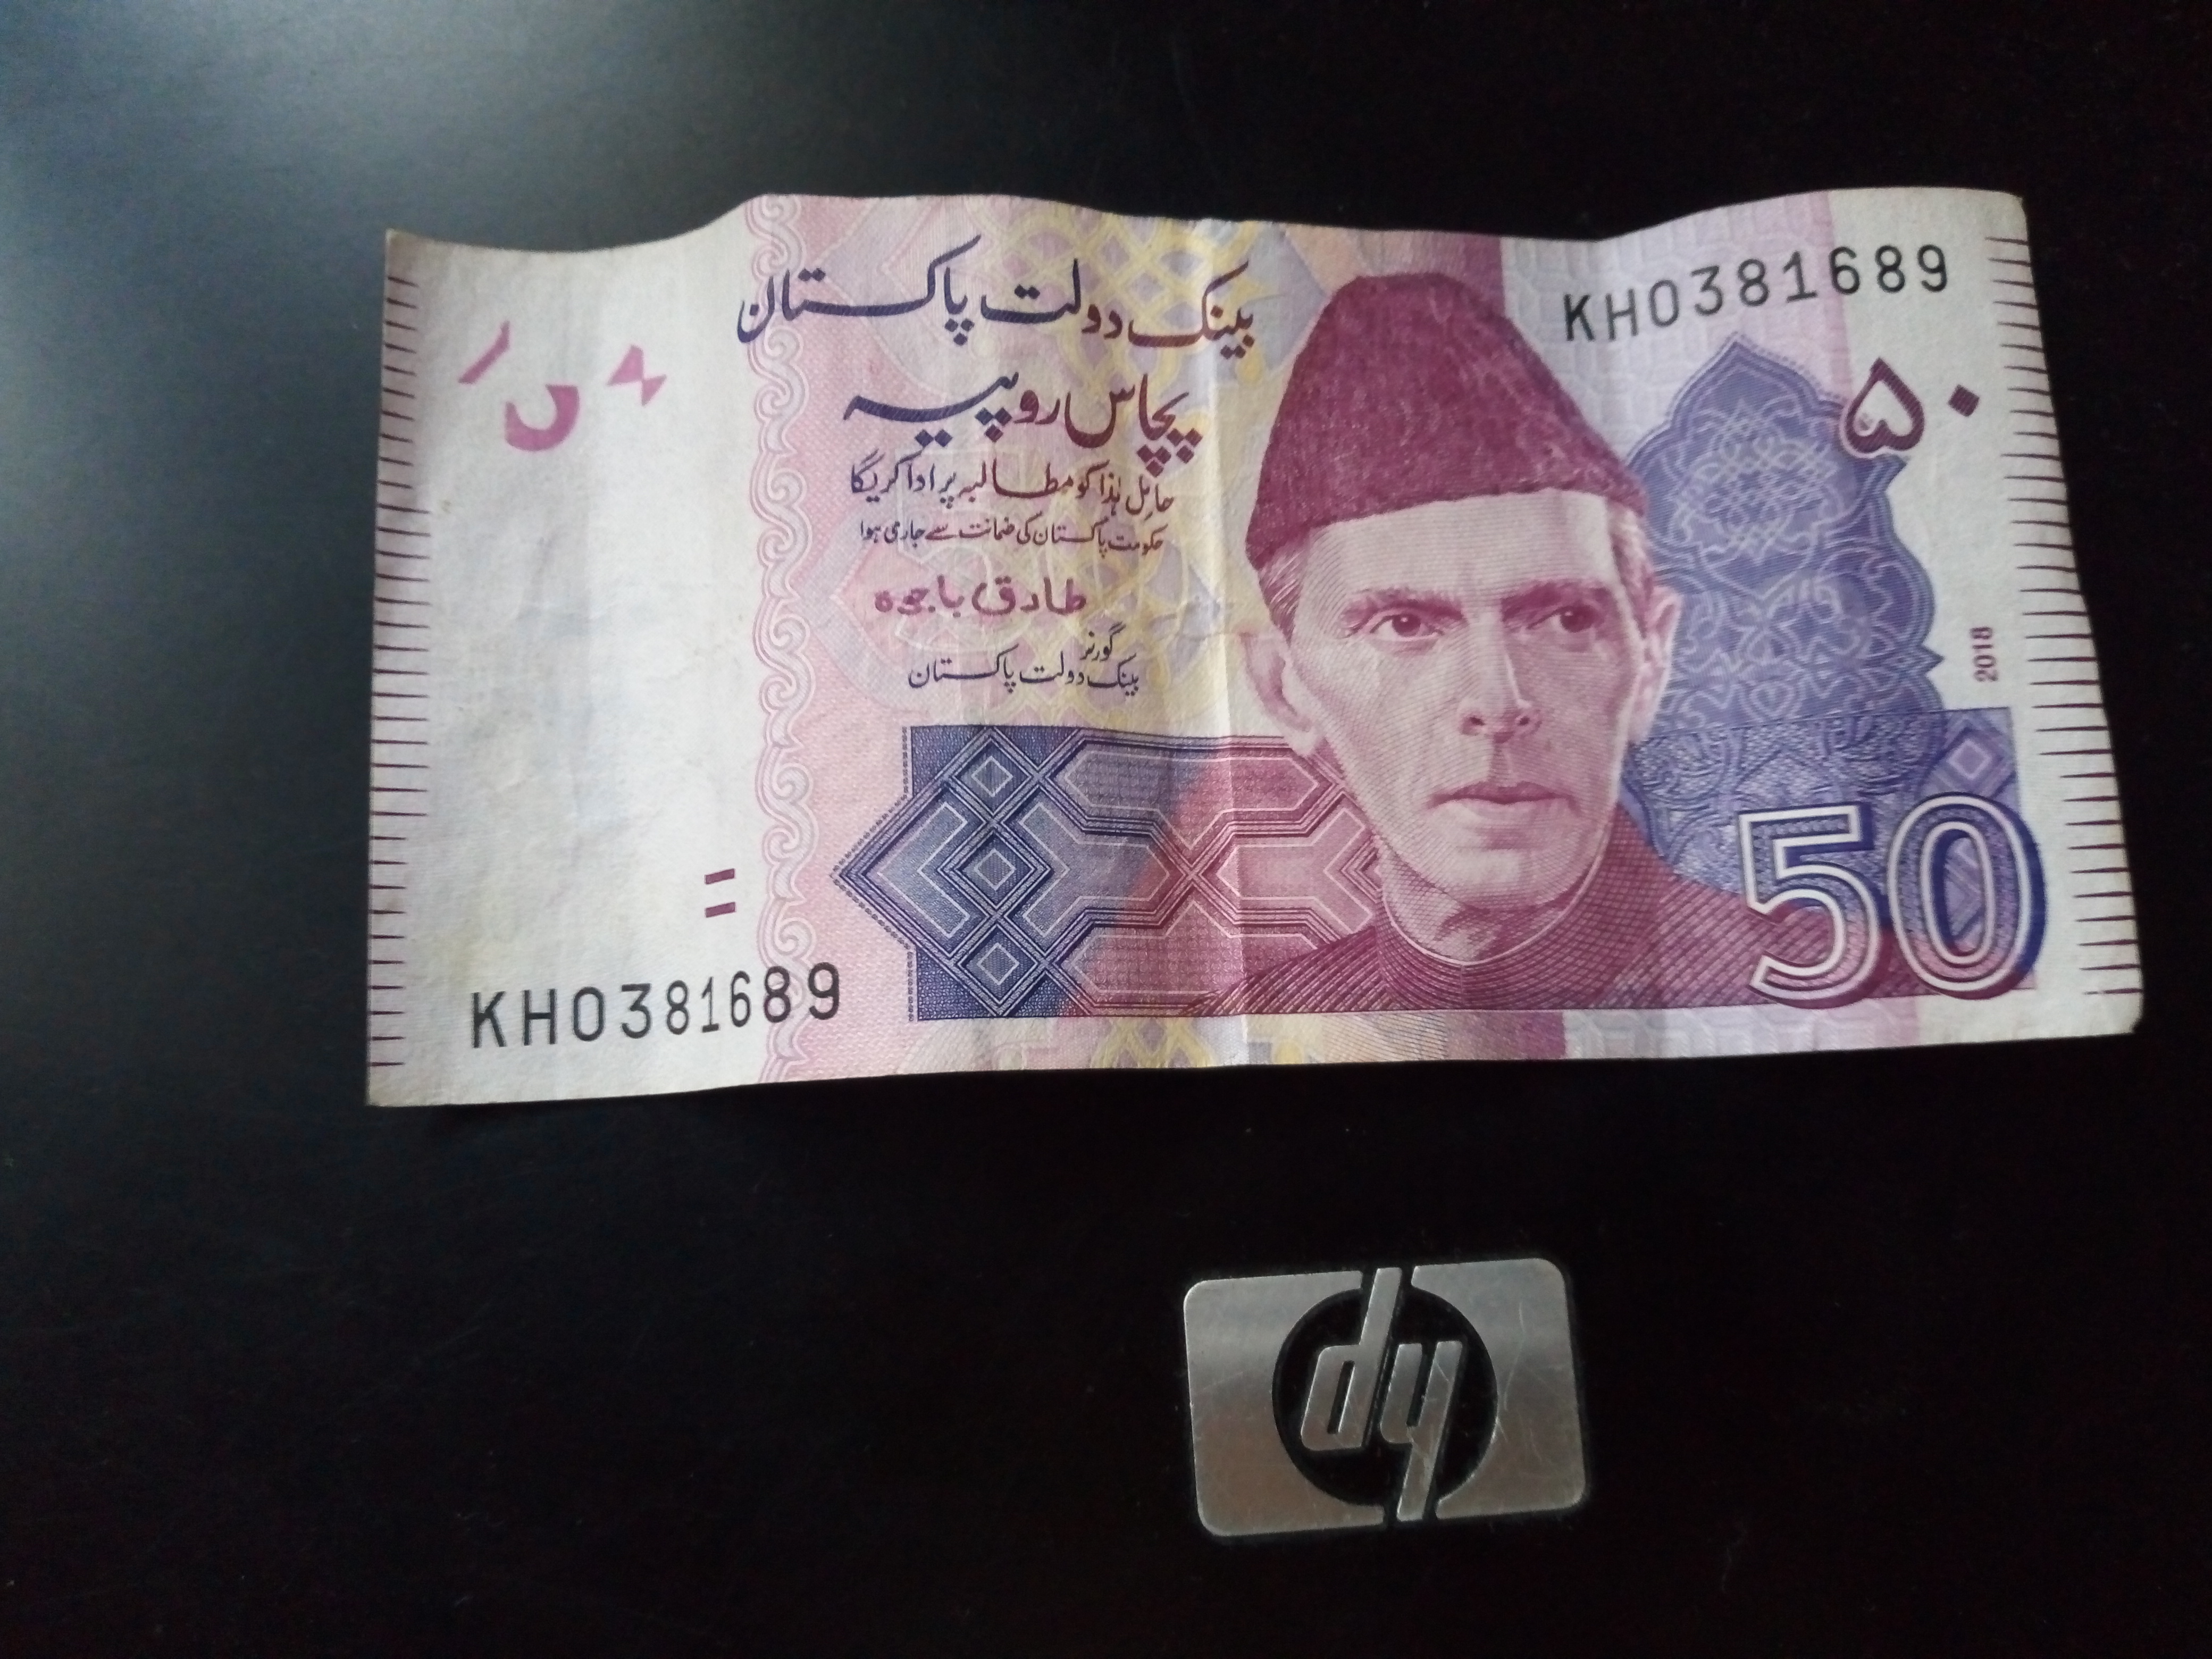 بینک دولت پاکستان
KH0381689
پچاس روپیہ
۵۰
حامل ہٰذا کو مطالبہ پر ادا کریگا
حکومت پاکستان کی ضمانت سے جاری ہوا
طارق باجوہ
گورنر
بینک دولت پاکستان
2018
50
KH0381689
hp